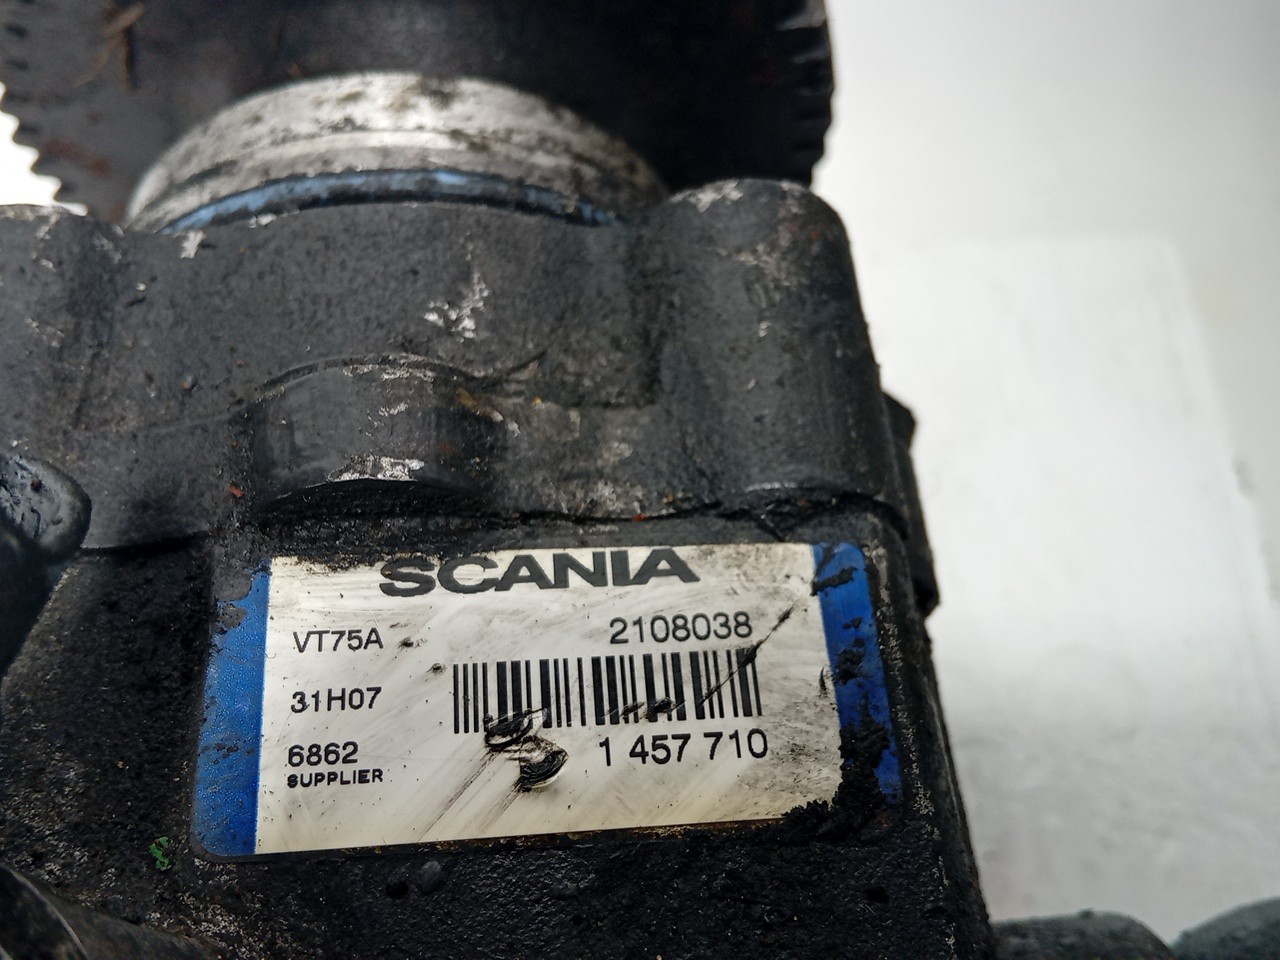 SCANIA
VT75A
2108038
31H07
6862
1 457 710
SUPPLIER